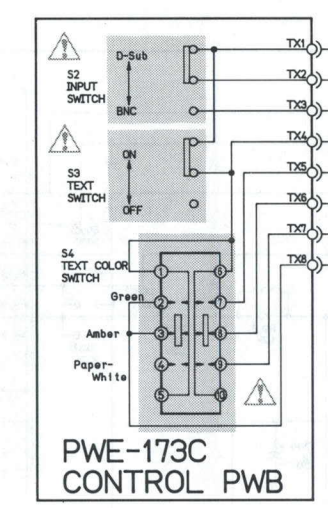 TX1
D-Sub
S2
INPUT
SWITCH
TX2
BNC
TX3
TX4
ON
S3
TEXT
SWITCH
TX5
OFF
TX6
TX7
S4
TEXT COLOR
SWITCH
TX8
1
6
Green
2
7
Amber
3
8
Paper-
White
4
9
5
10
PWE-173C
CONTROL PWB